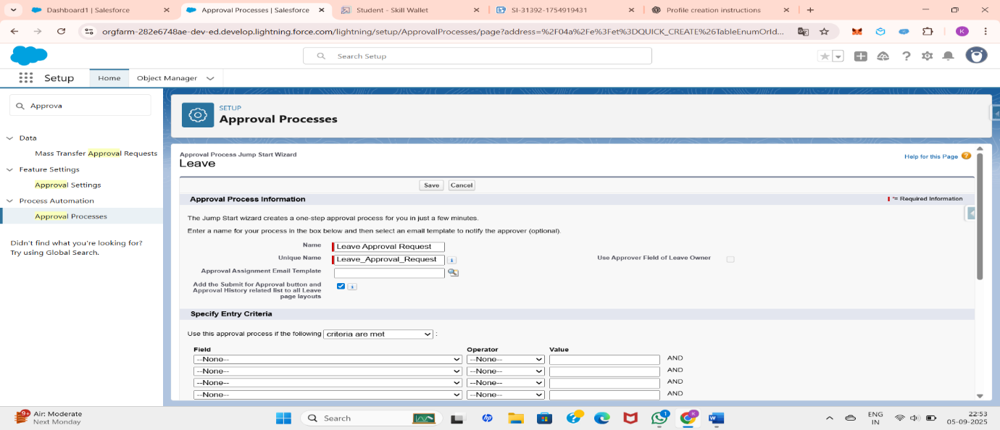 Dashboard1 | Salesforce
Approval Processes | Salesforce
Student - Skill Wallet
SI-31392-1754919431
Profile creation instructions
orgfarm-282e6748ae-dev-ed.develop.lightning.force.com/lightning/setup/ApprovalProcesses/page?address=%2F04a%2Fe%3Fet%3DQUICK_CREATE%26TableEnumOrId...
K
Search Setup
Setup
Home
Object Manager
Approva
Data
Mass Transfer Approval Requests
Feature Settings
Approval Settings
Process Automation
Approval Processes
Didn't find what you're looking for?
Try using Global Search.
SETUP
Approval Processes
Approval Process Jump Start Wizard
Leave
Help for this Page
Save
Cancel
Approval Process Information
= Required Information
The Jump Start wizard creates a one-step approval process for you in just a few minutes.
Enter a name for your process in the box below and then select an email template to notify the approver (optional).
Name
Leave Approval Request
Unique Name
Leave_Approval_Request
Use Approver Field of Leave Owner
Approval Assignment Email Template
Add the Submit for Approval button and
Approval History related list to all Leave
page layouts
Specify Entry Criteria
Use this approval process if the following criteria are met :
Field Operator Value
--None-- --None-- AND
--None-- --None-- AND
--None-- --None-- AND
--None-- --None-- AND
9+
Air: Moderate
Next Monday
Search
1
K
ENG
IN
22:53
05-09-2025